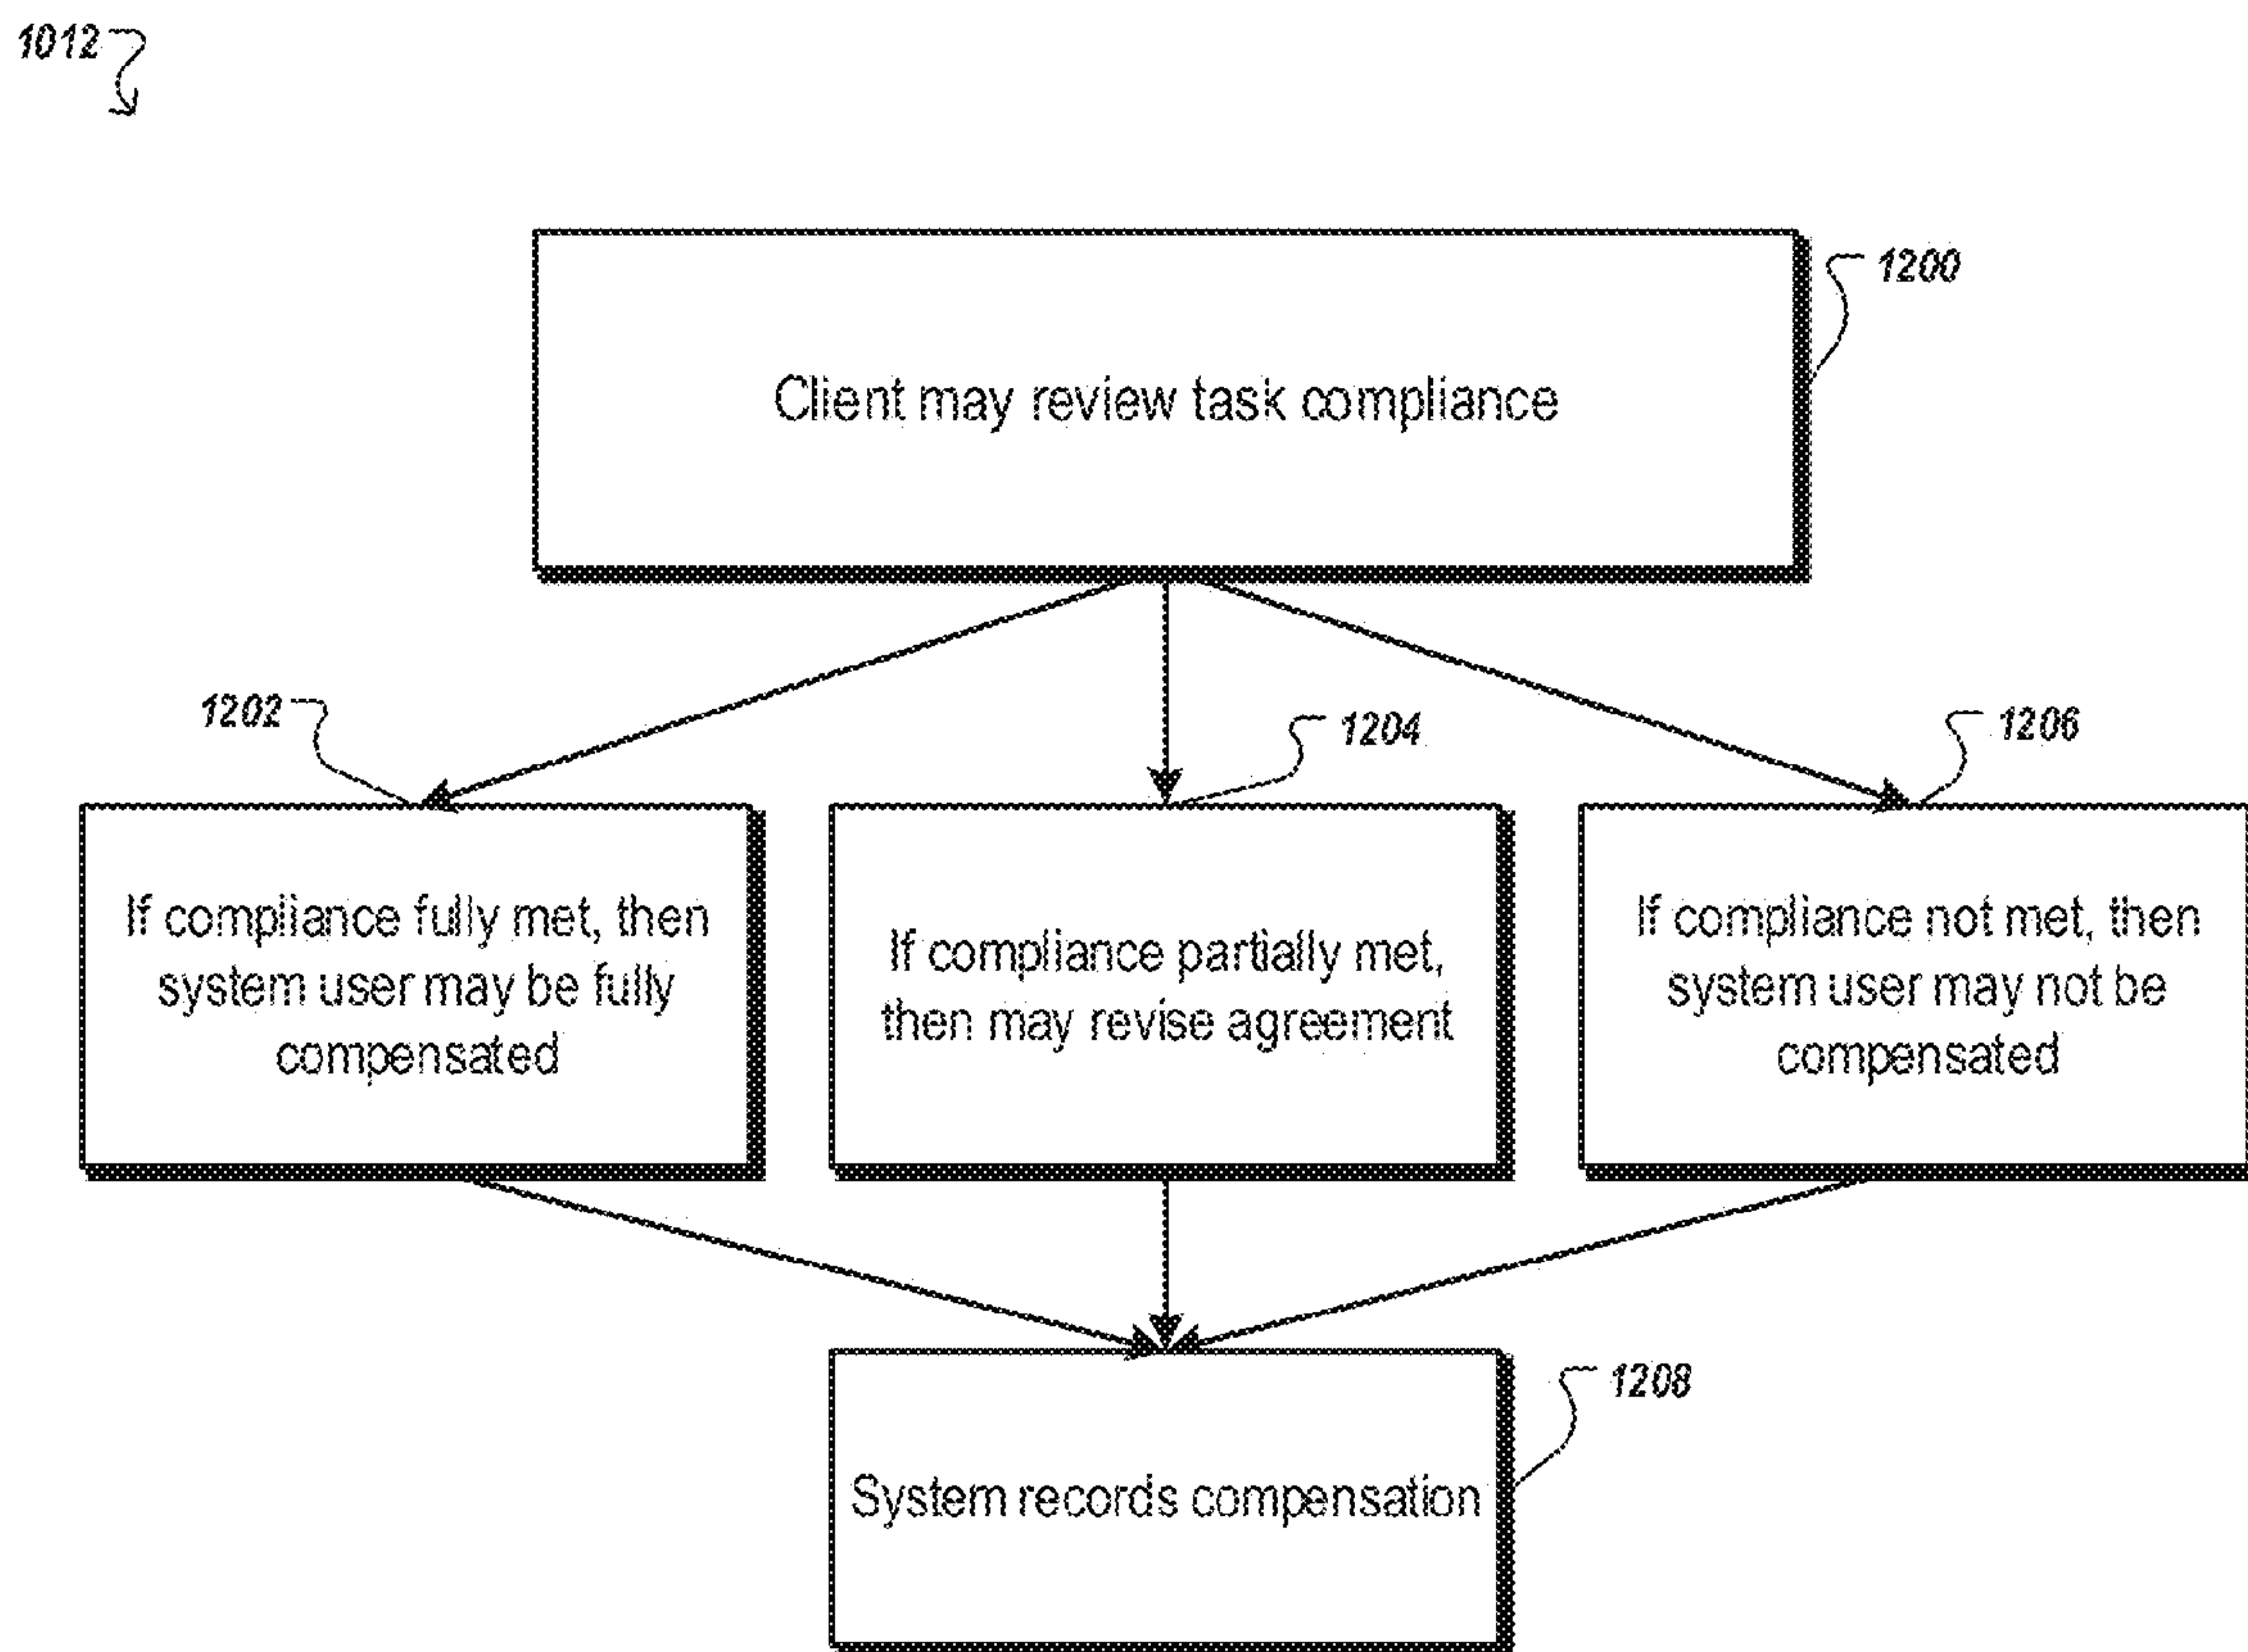 1012
1200
Client may review task compliance
1202
1204
1206
If compliance fully met, then
system user may be fully
compensated
If compliance partially met,
then may revise agreement
If compliance not met, then
system user may not be
compensated
1208
System records compensation